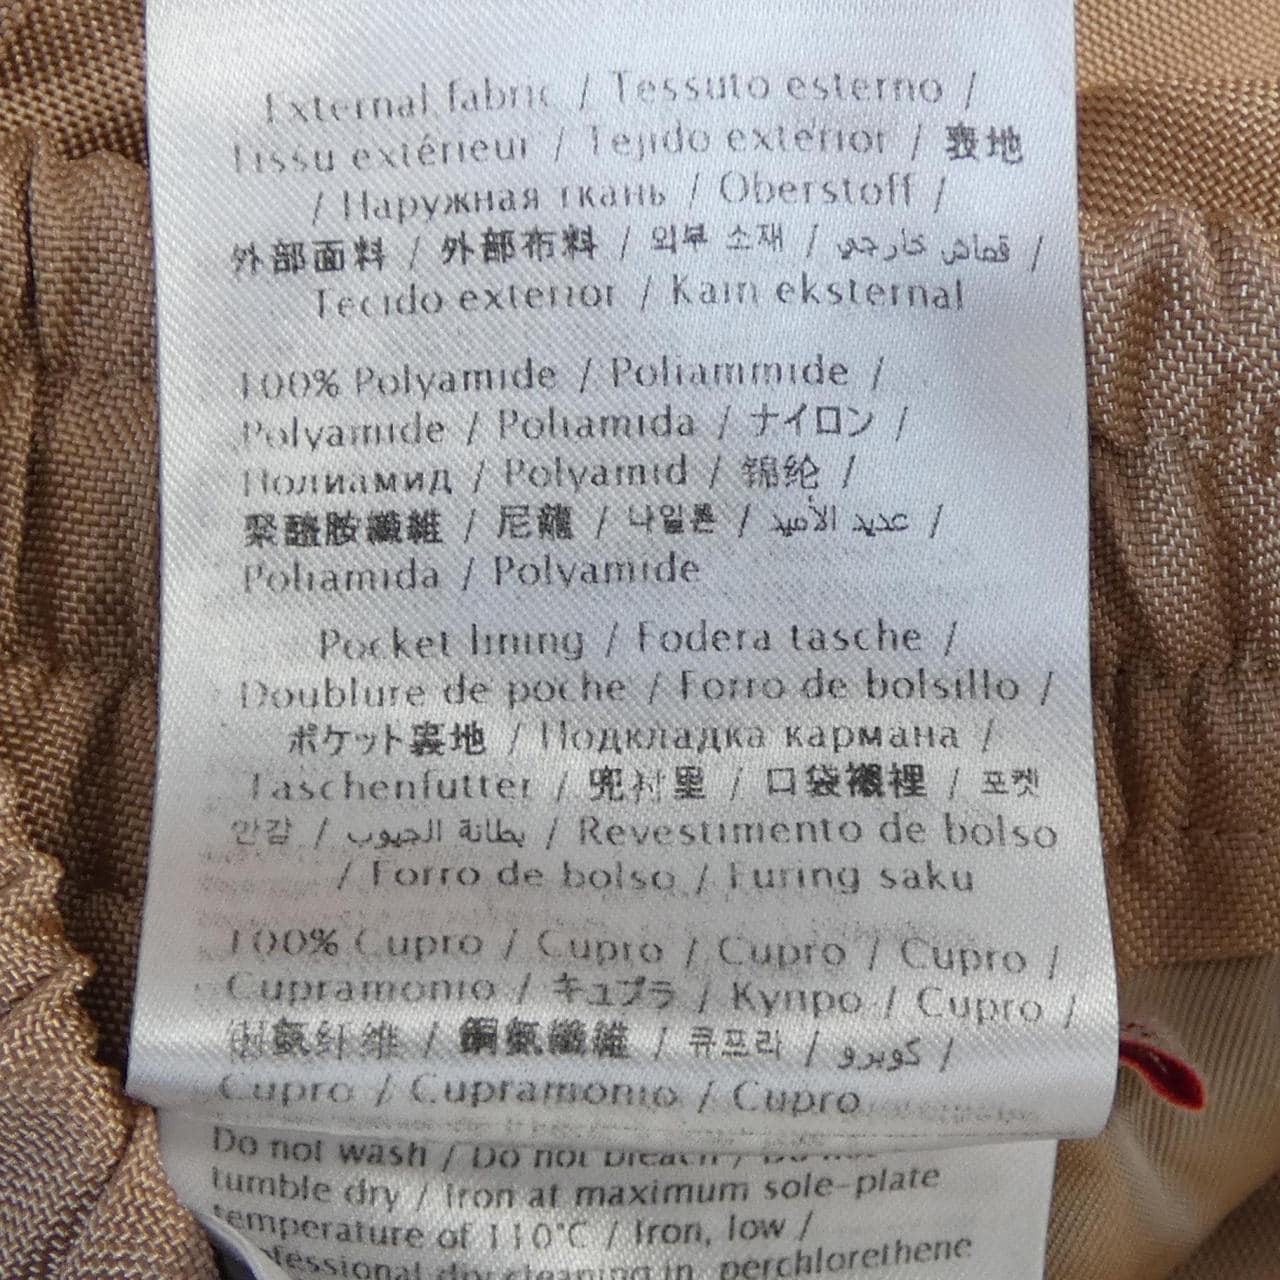 External fabric / Tessuto esterno /
Tissu extérieur / Tejido exterior / 表地
/ Наружная ткань / Oberstoff /
外部面料 / 外部布料 / 외부 소재 / قماش خارجي /
Tecido exterior / Kain eksternal
100% Polyamide / Poliammide /
Polyamide / Poliamida / ナイロン /
Полиамид / Polyamid / 锦纶 /
聚醯胺纖維 / 尼龍 / 나일론 / عديد الأميد /
Poliamida / Polyamide
Pocket lining / Fodera tasche /
Doublure de poche / Forro de bolsillo /
ポケット裏地 / Подкладка кармана /
Taschenfutter / 兜衬里 / 口袋襯裡 / 포켓
안감 / بطانة الجيوب / Revestimento de bolso
/ Forro de bolso / Furing saku
100% Cupro / Cupro / Cupro / Cupro /
Cupramonio / キュプラ / Купро / Cupro /
铜氨纤维 / 銅氨纖維 / 큐프라 / كوبرو /
Cupro / Cupramonio / Cupro
Do not wash / Do not bleach /
tumble dry / Iron at maximum sole-plate
temperature of 110°C / Iron, low /
dry cleaning in perchlorethene